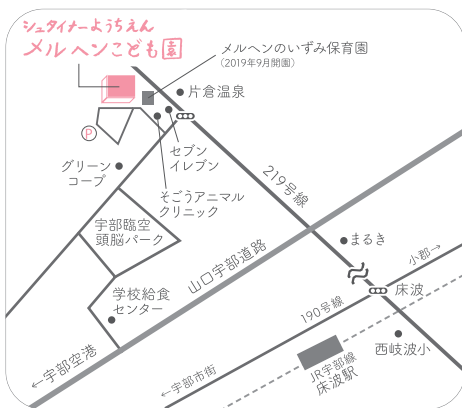 シュタイナーようちえん
メルヘンこども園
メルヘンのいずみ保育園
(2019年9月開園)
片倉温泉
P
セブン
イレブン
グリーン
コープ
そごうアニマル
クリニック
219号線
宇部臨空
頭脳パーク
山口宇部道路
まるき
小郡→
学校給食
センター
床波
190号線
←宇部空港
西岐波小
JR宇部線
床波駅
←宇部市街